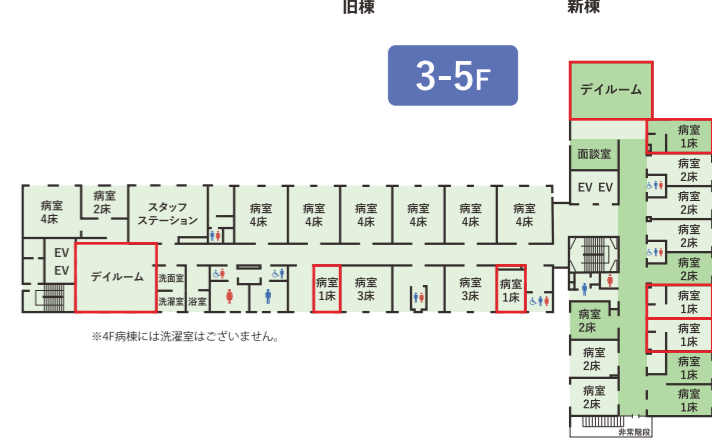 旧棟
新棟
3-5F
デイルーム
病室
1床
面談室
病室
2床
EV EV
病室
2床
病室
2床
病室
2床
病室
1床
病室
1床
病室
2床
病室
2床
病室
1床
病室
2床
病室
1床
非常階段
病室
4床
病室
2床
スタッフ
ステーション
病室
4床
病室
4床
病室
4床
病室
4床
病室
4床
病室
4床
EV
EV
デイルーム
洗面室
洗濯室
浴室
病室
1床
病室
3床
病室
3床
病室
1床
※4F病棟には洗濯室はございません。